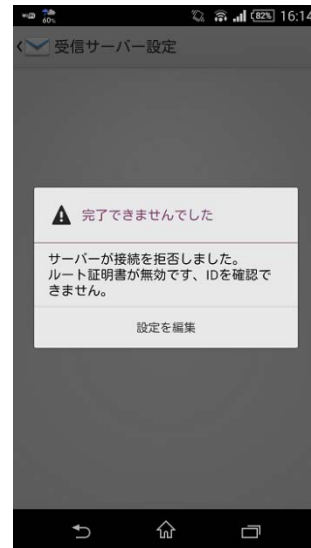 60% 82% 16:14
受信サーバー設定
完了できませんでした
サーバーが接続を拒否しました。
ルート証明書が無効です、IDを確認で
きません。
設定を編集